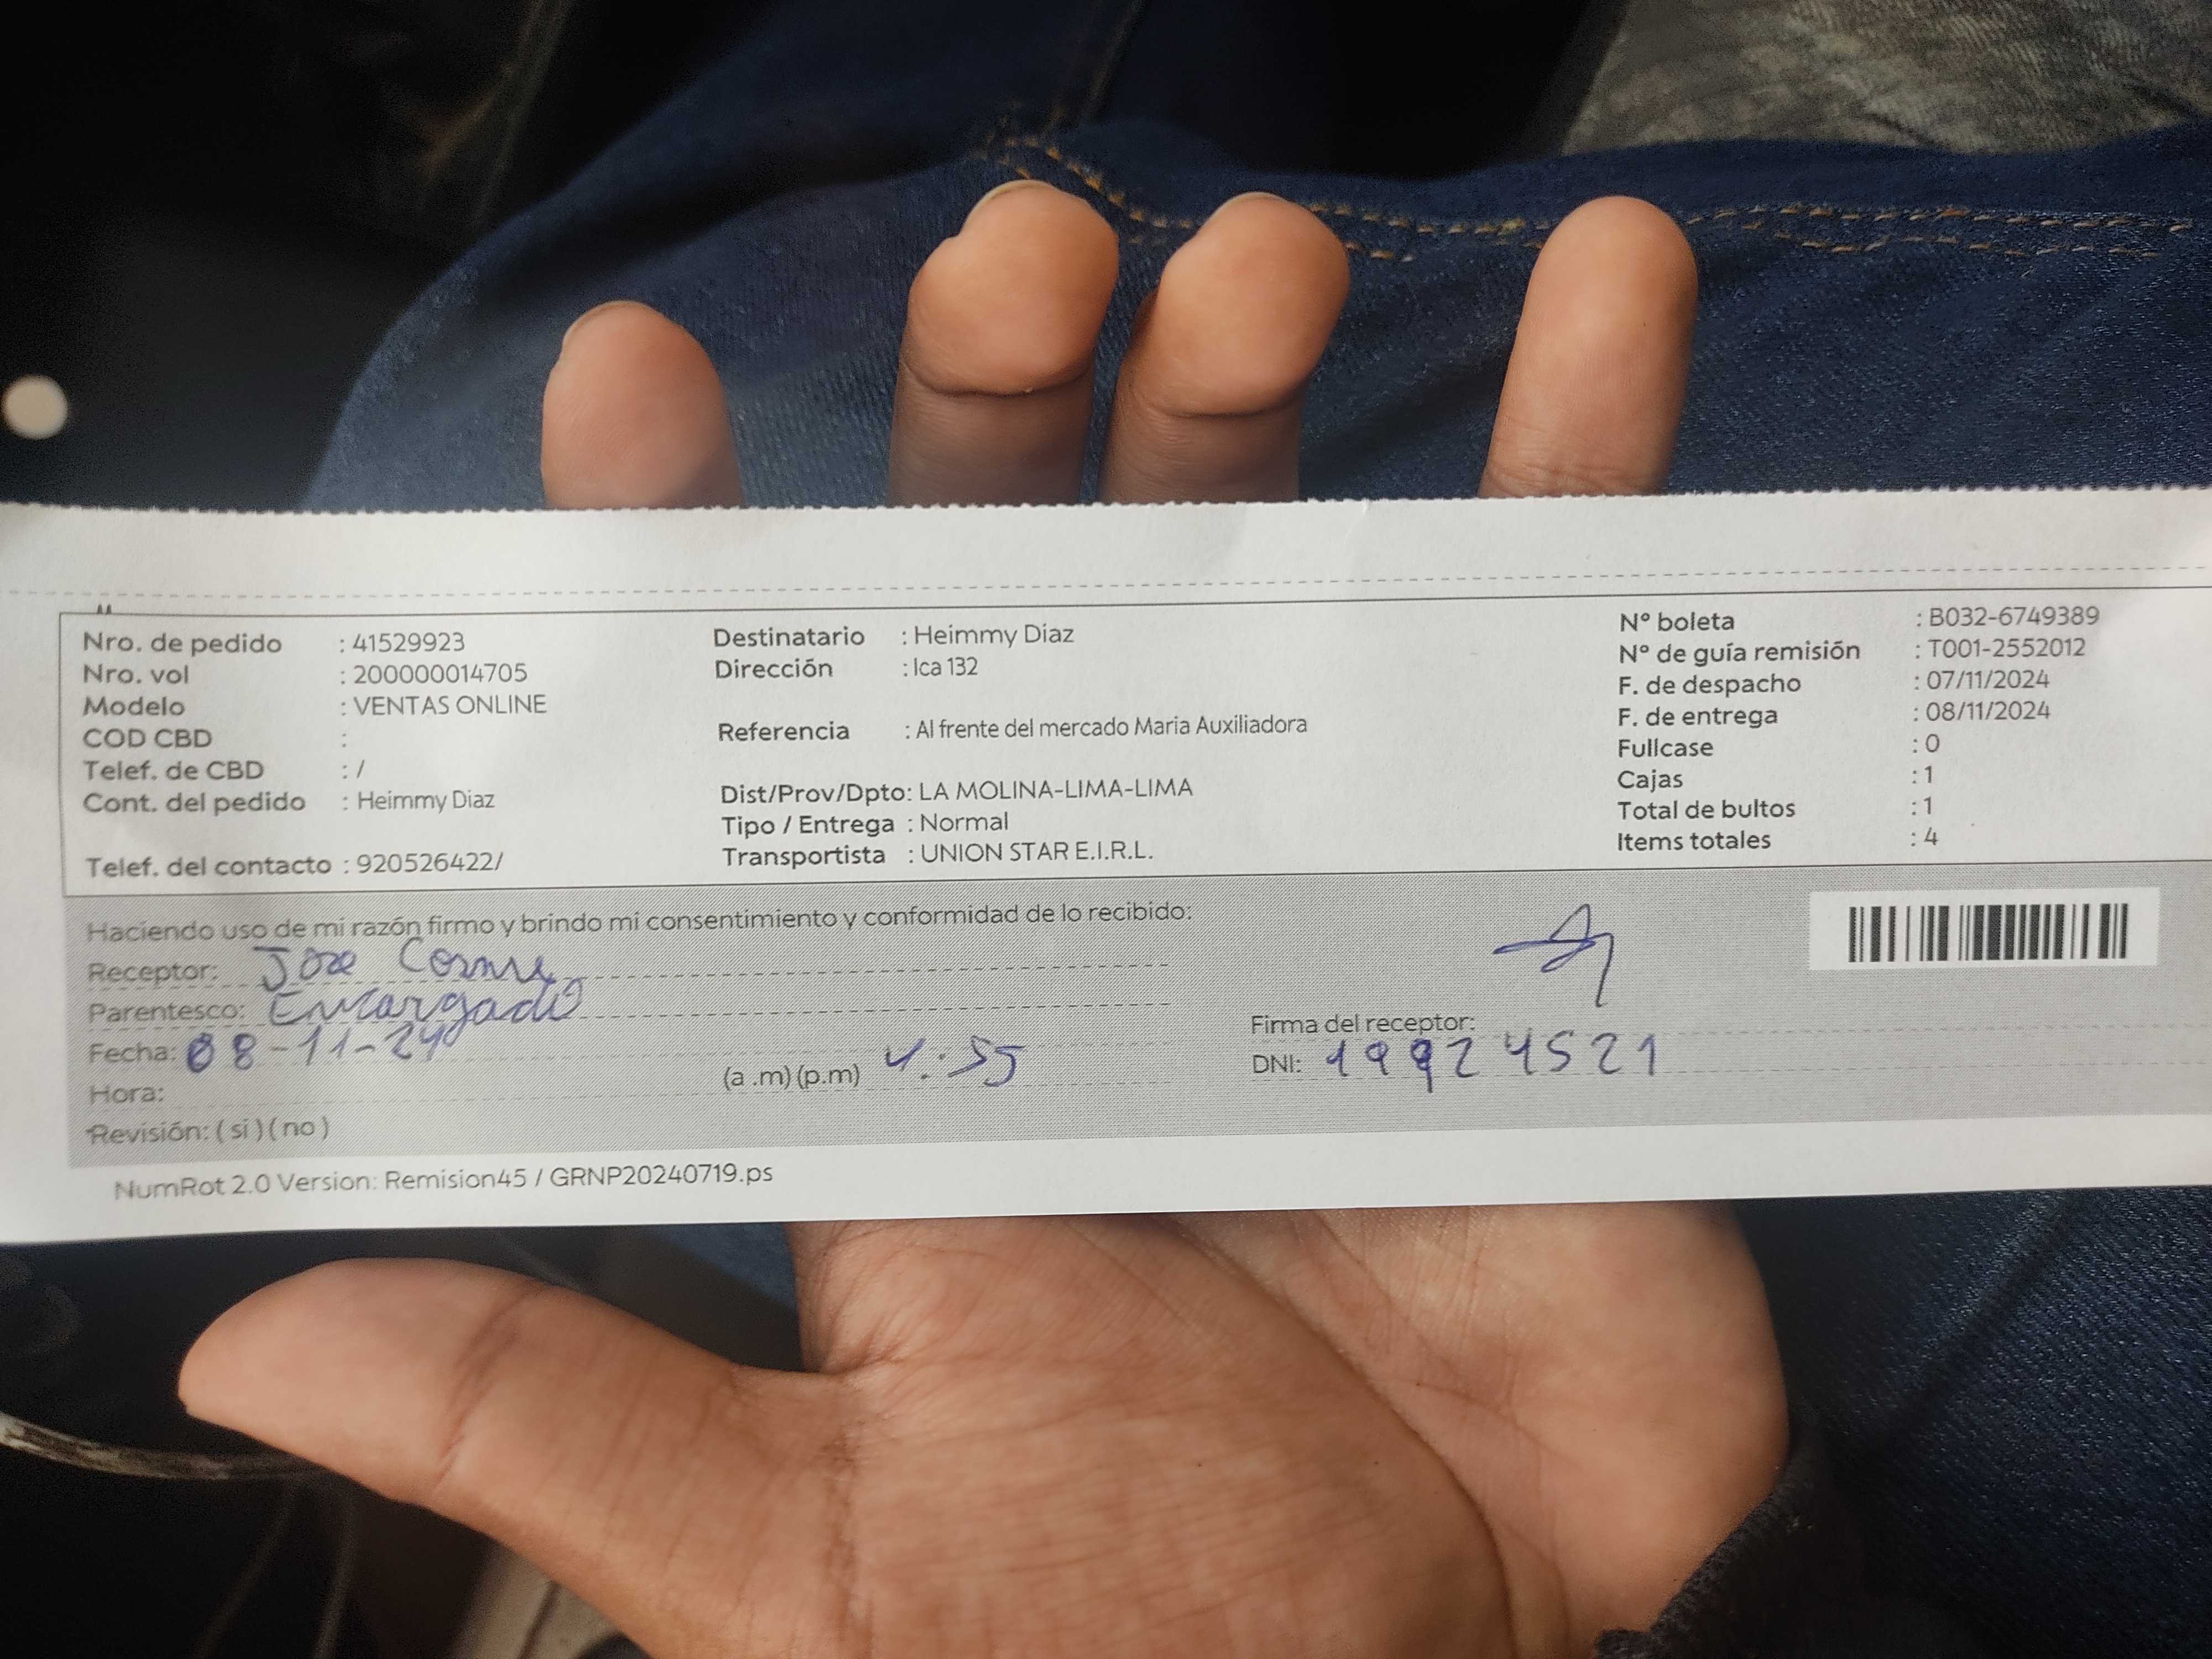 Nro. de pedido : 41529923
Nro. vol : 200000014705
Modelo : VENTAS ONLINE
COD CBD :
Telef. de CBD : /
Cont. del pedido : Heimmy Diaz
Telef. del contacto : 920526422/
Destinatario : Heimmy Diaz
Dirección : Ica 132
Referencia : Al frente del mercado Maria Auxiliadora
Dist/Prov/Dpto: LA MOLINA-LIMA-LIMA
Tipo / Entrega : Normal
Transportista : UNION STAR E.I.R.L.
Nº boleta : B032-6749389
Nº de guía remisión : T001-2552012
F. de despacho : 07/11/2024
F. de entrega : 08/11/2024
Fullcase : 0
Cajas : 1
Total de bultos : 1
Items totales : 4
Haciendo uso de mi razón firmo y brindo mi consentimiento y conformidad de lo recibido:
Receptor: Jose
Parentesco: Encargado
Fecha: 08-11-24
Hora: (a .m) (p.m) 4:55
Revisión: ( si ) ( no )
Firma del receptor:
DNI: 19924521
NumRot 2.0 Version: Remision45 / GRNP20240719.ps